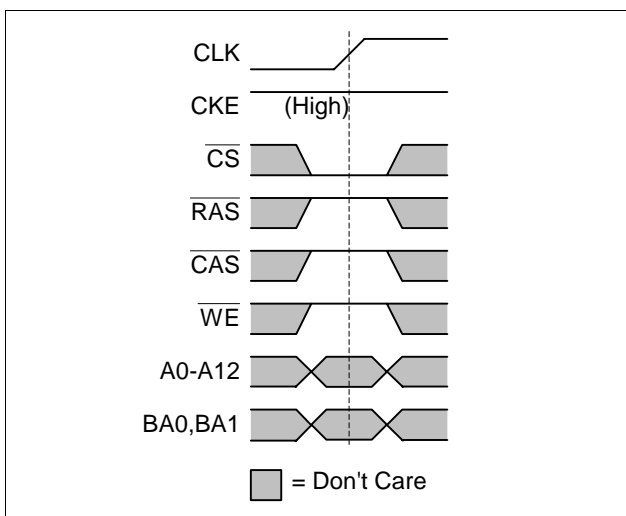 CLK
CKE (High)
CS
RAS
CAS
WE
A0-A12
BA0,BA1
= Don't Care